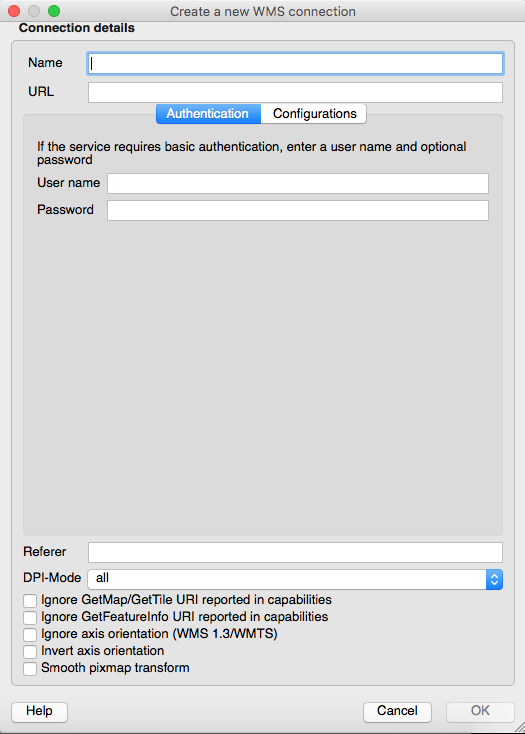 Create a new WMS connection
Connection details
Name
URL
Authentication Configurations
If the service requires basic authentication, enter a user name and optional
password
User name
Password
Referer
DPI-Mode all
Ignore GetMap/GetTile URI reported in capabilities
Ignore GetFeatureInfo URI reported in capabilities
Ignore axis orientation (WMS 1.3/WMTS)
Invert axis orientation
Smooth pixmap transform
Help Cancel OK